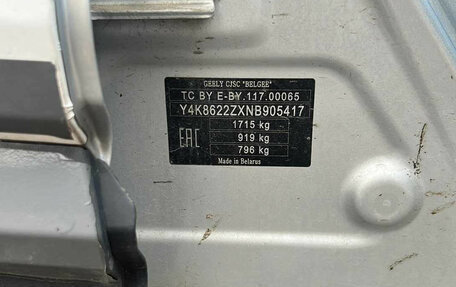 GEELY CJSC "BELGEE"
TC BY E-BY.117.00065
Y4K8622ZXNB905417
1715 kg
EAC 919 kg
796 kg
Made in Belarus